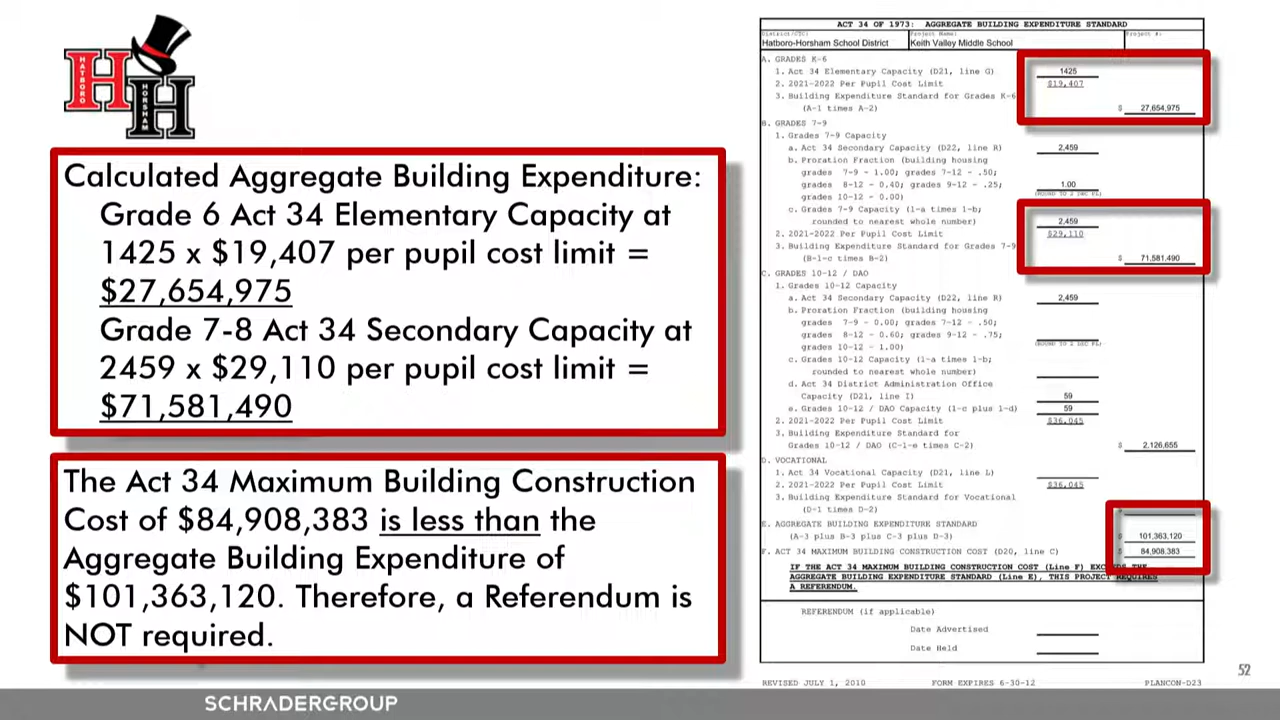 HATBORO
HORSHAM
Calculated Aggregate Building Expenditure:
Grade 6 Act 34 Elementary Capacity at
1425 x $19,407 per pupil cost limit =
$27,654,975
Grade 7-8 Act 34 Secondary Capacity at
2459 x $29,110 per pupil cost limit =
$71,581,490
The Act 34 Maximum Building Construction
Cost of $84,908,383 is less than the
Aggregate Building Expenditure of
$101,363,120. Therefore, a Referendum is
NOT required.
ACT 34 OF 1973: AGGREGATE BUILDING EXPENDITURE STANDARD
District/CTC: Project Name: Project #:
Hatboro-Horsham School District Keith Valley Middle School
A. GRADES K-6
1. Act 34 Elementary Capacity (D21, line G) 1425
2. 2021-2022 Per Pupil Cost Limit $19,407
3. Building Expenditure Standard for Grades K-6
(A-1 times A-2) $ 27,654,975
B. GRADES 7-9
1. Grades 7-9 Capacity
a. Act 34 Secondary Capacity (D22, line R) 2,459
b. Proration Fraction (building housing
grades 7-9 - 1.00; grades 7-12 - .50;
grades 8-12 - 0.40; grades 9-12 - .25; 1.00
grades 10-12 - 0.00) (ROUND TO 2 DEC PL)
c. Grades 7-9 Capacity (1-a times 1-b;
rounded to nearest whole number) 2,459
2. 2021-2022 Per Pupil Cost Limit $29,110
3. Building Expenditure Standard for Grades 7-9
(B-1-c times B-2) $ 71,581,490
C. GRADES 10-12 / DAO
1. Grades 10-12 Capacity
a. Act 34 Secondary Capacity (D22, line R) 2,459
b. Proration Fraction (building housing
grades 7-9 - 0.00; grades 7-12 - .50;
grades 8-12 - 0.60; grades 9-12 - .75;
grades 10-12 - 1.00) (ROUND TO 2 DEC PL)
c. Grades 10-12 Capacity (1-a times 1-b;
rounded to nearest whole number)
d. Act 34 District Administration Office
Capacity (D21, line I) 59
e. Grades 10-12 / DAO Capacity (1-c plus 1-d) 59
2. 2021-2022 Per Pupil Cost Limit $36,045
3. Building Expenditure Standard for
Grades 10-12 / DAO (C-1-e times C-2) $ 2,126,655
D. VOCATIONAL
1. Act 34 Vocational Capacity (D21, line L)
2. 2021-2022 Per Pupil Cost Limit $36,045
3. Building Expenditure Standard for Vocational
(D-1 times D-2) $
E. AGGREGATE BUILDING EXPENDITURE STANDARD
(A-3 plus B-3 plus C-3 plus D-3) $ 101,363,120
F. ACT 34 MAXIMUM BUILDING CONSTRUCTION COST (D20, line C) $ 84,908,383
IF THE ACT 34 MAXIMUM BUILDING CONSTRUCTION COST (Line F) EXCEEDS THE
AGGREGATE BUILDING EXPENDITURE STANDARD (Line E), THIS PROJECT REQUIRES
A REFERENDUM.
REFERENDUM (if applicable)
Date Advertised
Date Held
REVISED JULY 1, 2010 FORM EXPIRES 6-30-12 PLANCON-D23
52
SCHRADERGROUP